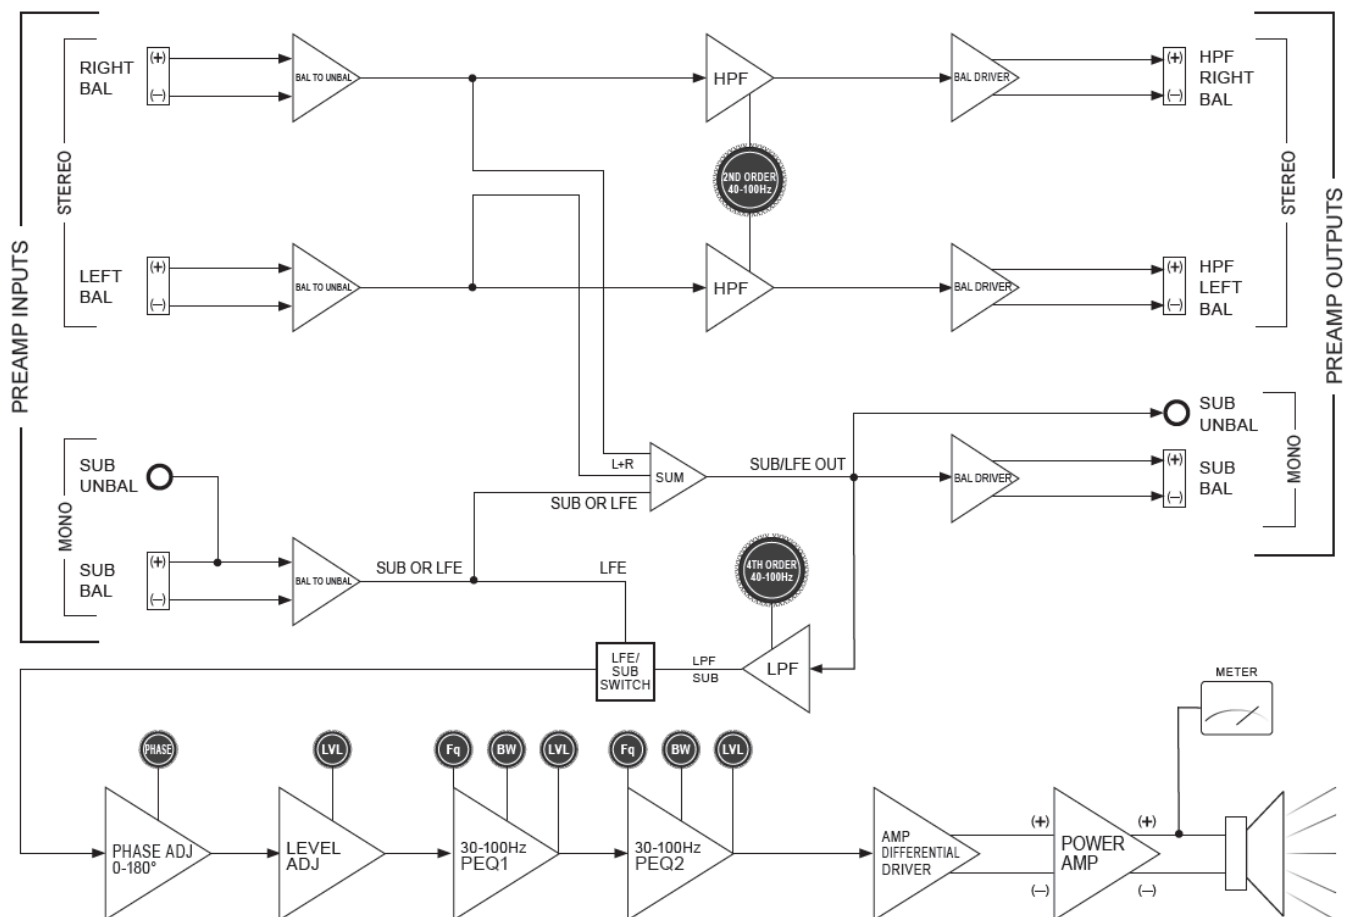 PREAMP INPUTS
STEREO
RIGHT
BAL
(+)
(—)
BAL TO UNBAL
HPF
BAL DRIVER
(+)
(—)
HPF
RIGHT
BAL
STEREO
PREAMP OUTPUTS
2ND ORDER
40-100Hz
LEFT
BAL
(+)
(—)
BAL TO UNBAL
HPF
BAL DRIVER
(+)
(—)
HPF
LEFT
BAL
SUB
UNBAL
MONO
SUB
UNBAL
L+R
SUM
SUB OR LFE
SUB/LFE OUT
BAL DRIVER
(+)
(—)
SUB
BAL
MONO
SUB
BAL
(+)
(—)
BAL TO UNBAL
SUB OR LFE
LFE
4TH ORDER
40-100Hz
LFE/
SUB
SWITCH
LPF
SUB
LPF
METER
PHASE
LVL
Fq
BW
LVL
Fq
BW
LVL
PHASE ADJ
0-180°
LEVEL
ADJ
30-100Hz
PEQ1
30-100Hz
PEQ2
AMP
DIFFERENTIAL
DRIVER
(+)
(—)
POWER
AMP
(+)
(—)